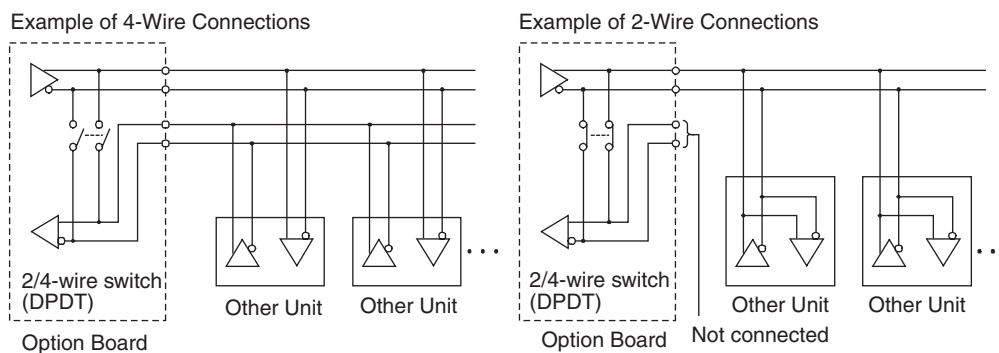 Example of 4-Wire Connections
2/4-wire switch
(DPDT)
Option Board
Other Unit
Other Unit
Example of 2-Wire Connections
2/4-wire switch
(DPDT)
Option Board
Not connected
Other Unit
Other Unit